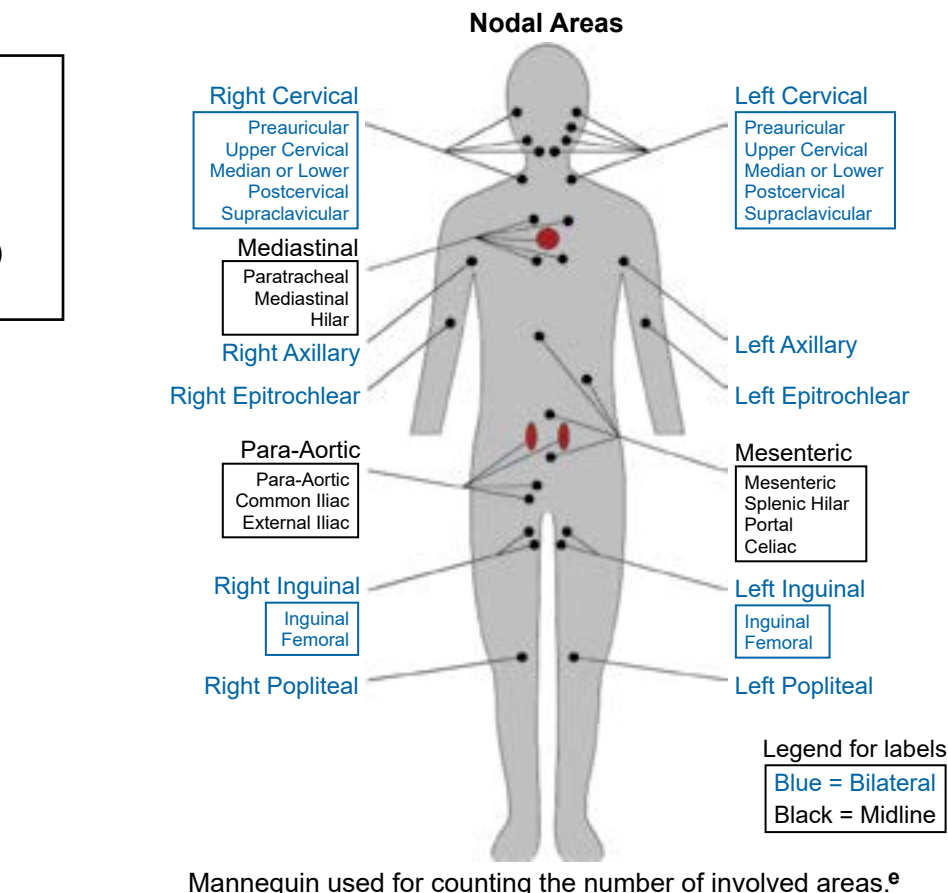 Nodal Areas
Right Cervical
Preauricular
Upper Cervical
Median or Lower
Postcervical
Supraclavicular
Mediastinal
Paratracheal
Mediastinal
Hilar
Right Axillary
Right Epitrochlear
Para-Aortic
Para-Aortic
Common Iliac
External Iliac
Right Inguinal
Inguinal
Femoral
Right Popliteal
Left Cervical
Preauricular
Upper Cervical
Median or Lower
Postcervical
Supraclavicular
Left Axillary
Left Epitrochlear
Mesenteric
Mesenteric
Splenic Hilar
Portal
Celiac
Left Inguinal
Inguinal
Femoral
Left Popliteal
Legend for labels
Blue = Bilateral
Black = Midline
)
Mannequin used for counting the number of involved areas.e